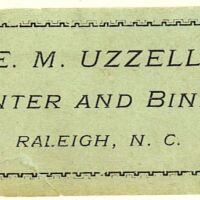 E. M. UZZELL
NTER AND BIN
RALEIGH, N. C.